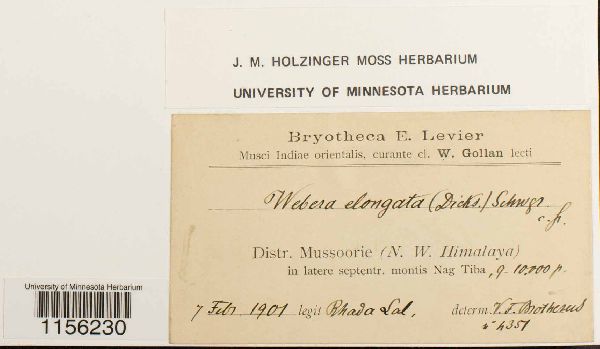 J. M. HOLZINGER MOSS HERBARIUM
UNIVERSITY OF MINNESOTA HERBARIUM
Bryotheca E. Levier
Musci Indiae orientalis, curante cl. W. Gollan lecti
Webera elongata (Dicks.) Schwgr.
c. fr.
Distr. Mussoorie (N. W. Himalaya)
in latere septentr. montis Nag Tiba, 9-10.000 p.
7 Febr 1901 legit Rhada Lal, determ. V. F. Brotherus
n° 4351
University of Minnesota Herbarium
1156230